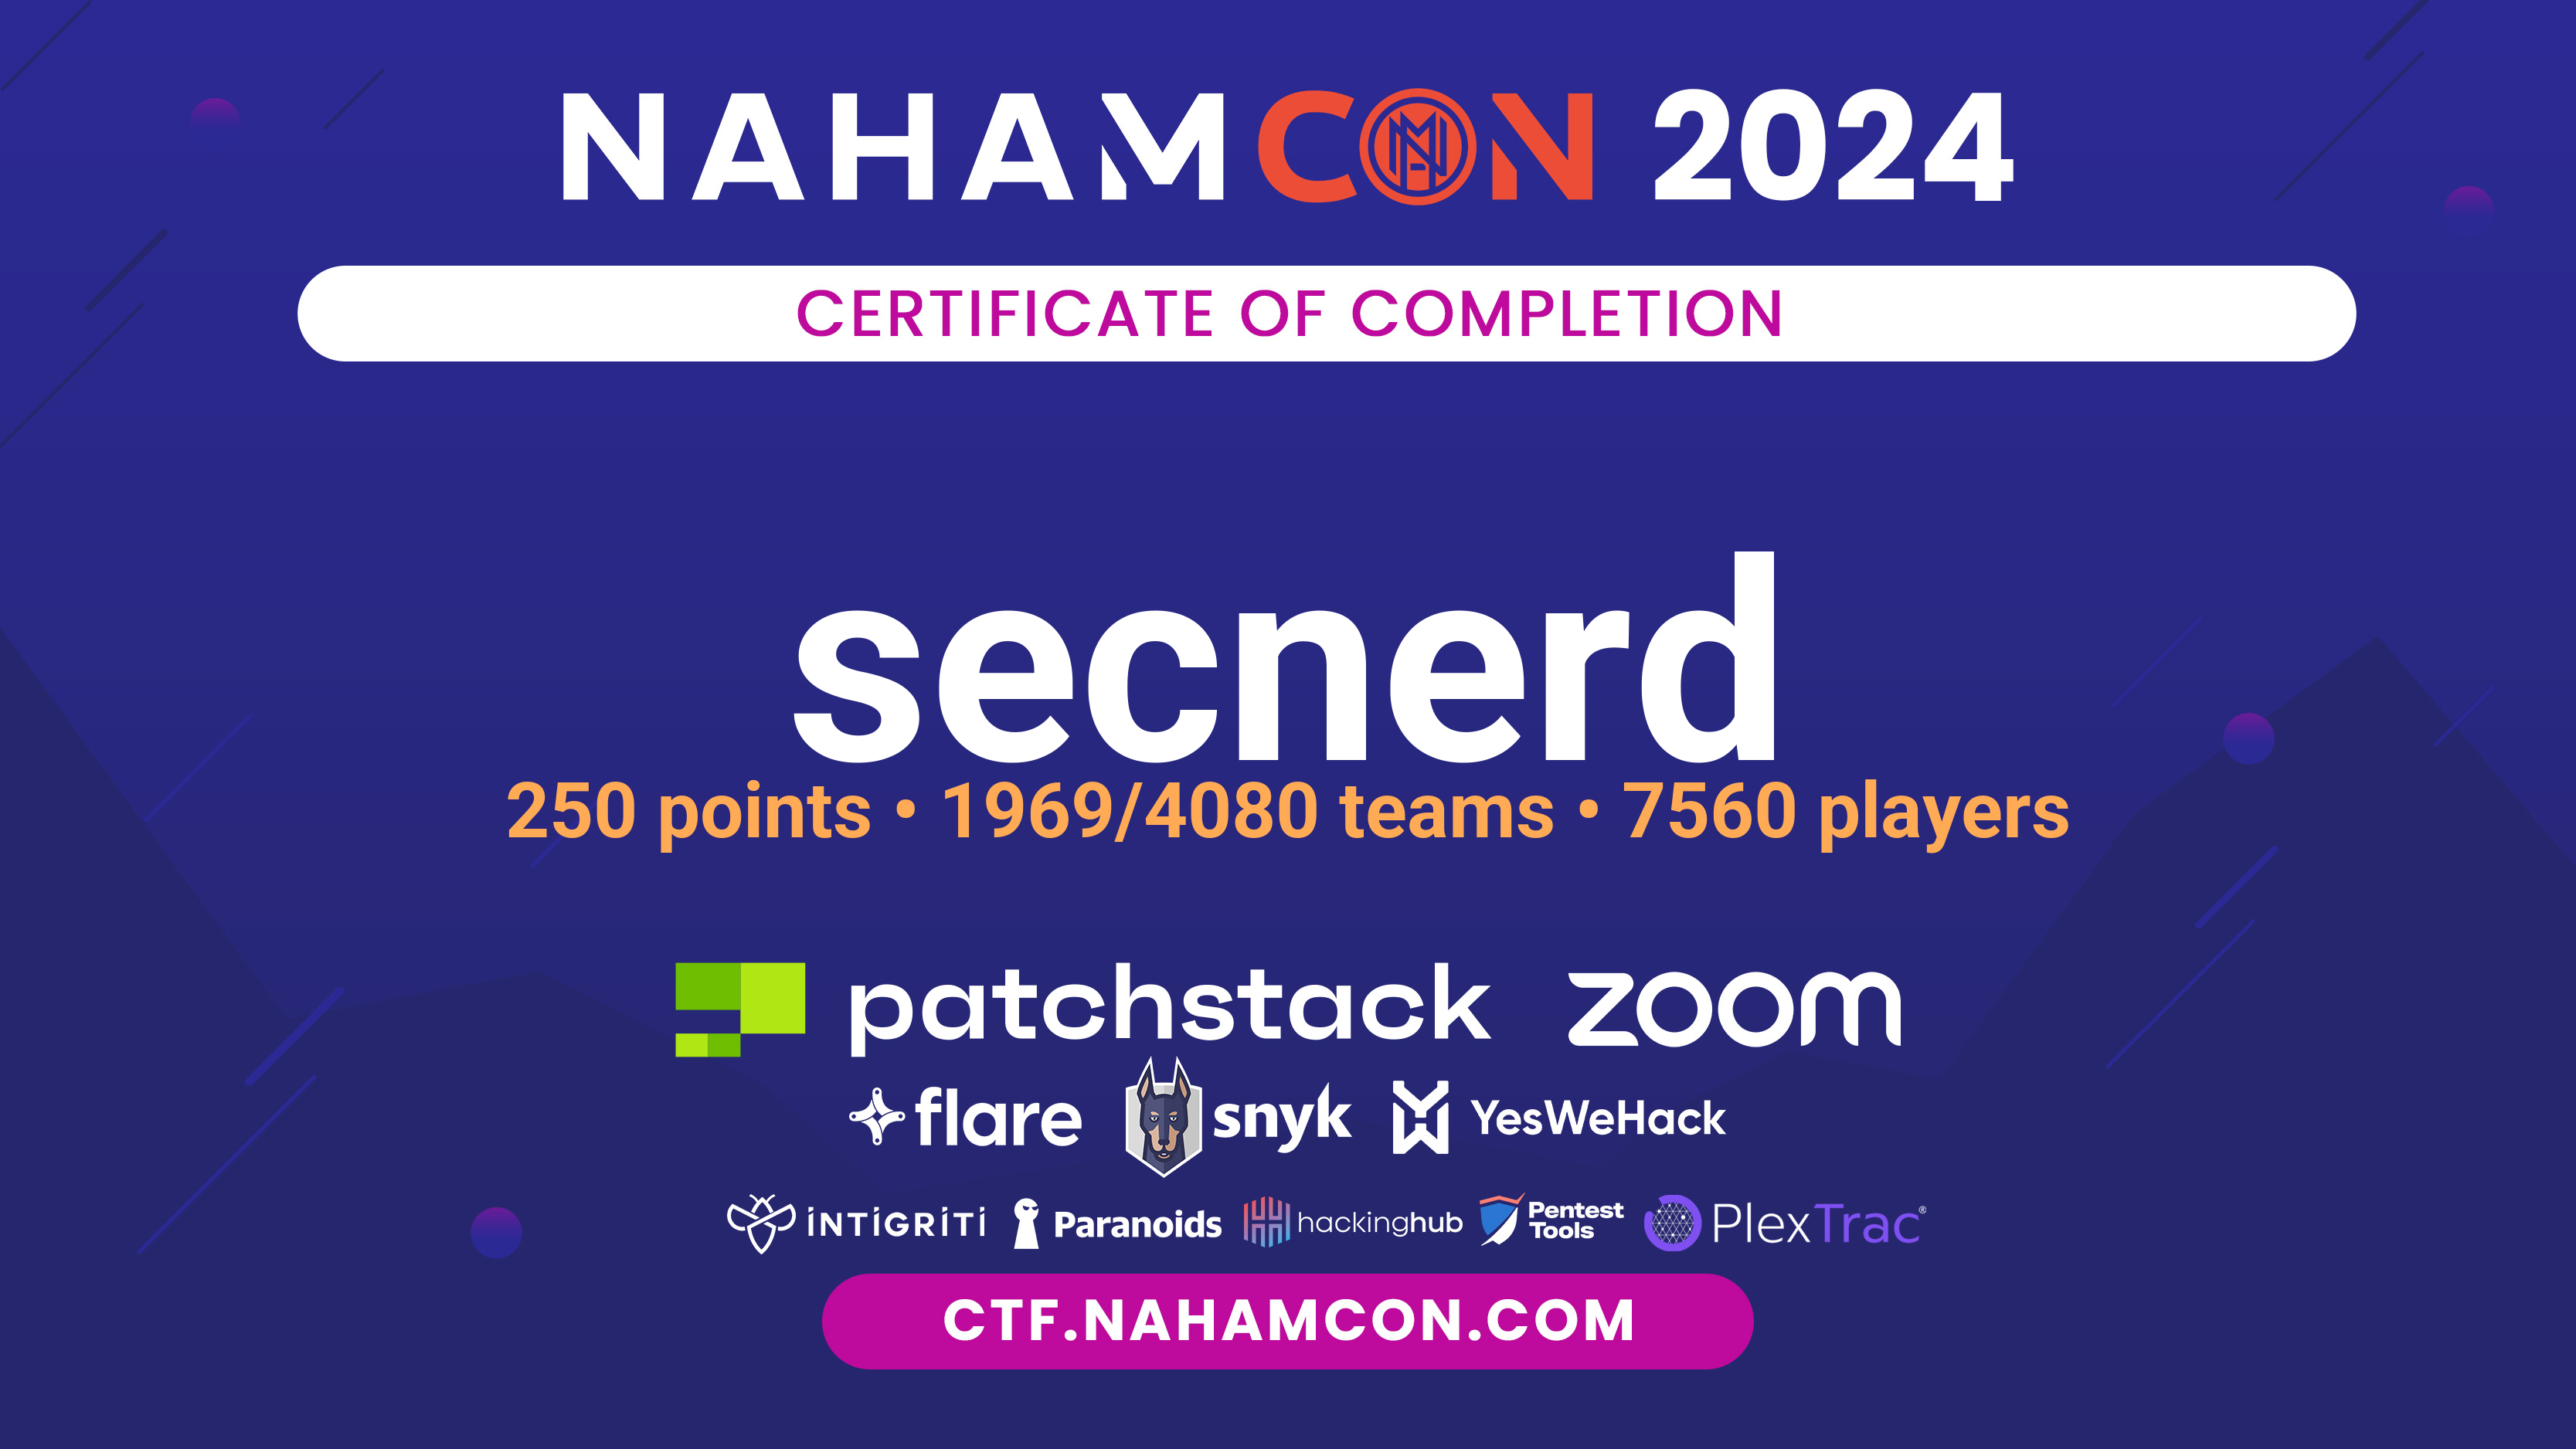 NAHAMCON 2024
CERTIFICATE OF COMPLETION
secnerd
250 points • 1969/4080 teams • 7560 players
patchstack zoom
flare snyk YesWeHack
INTIGRITI Paranoids hackinghub Pentest Tools PlexTrac®
CTF.NAHAMCON.COM